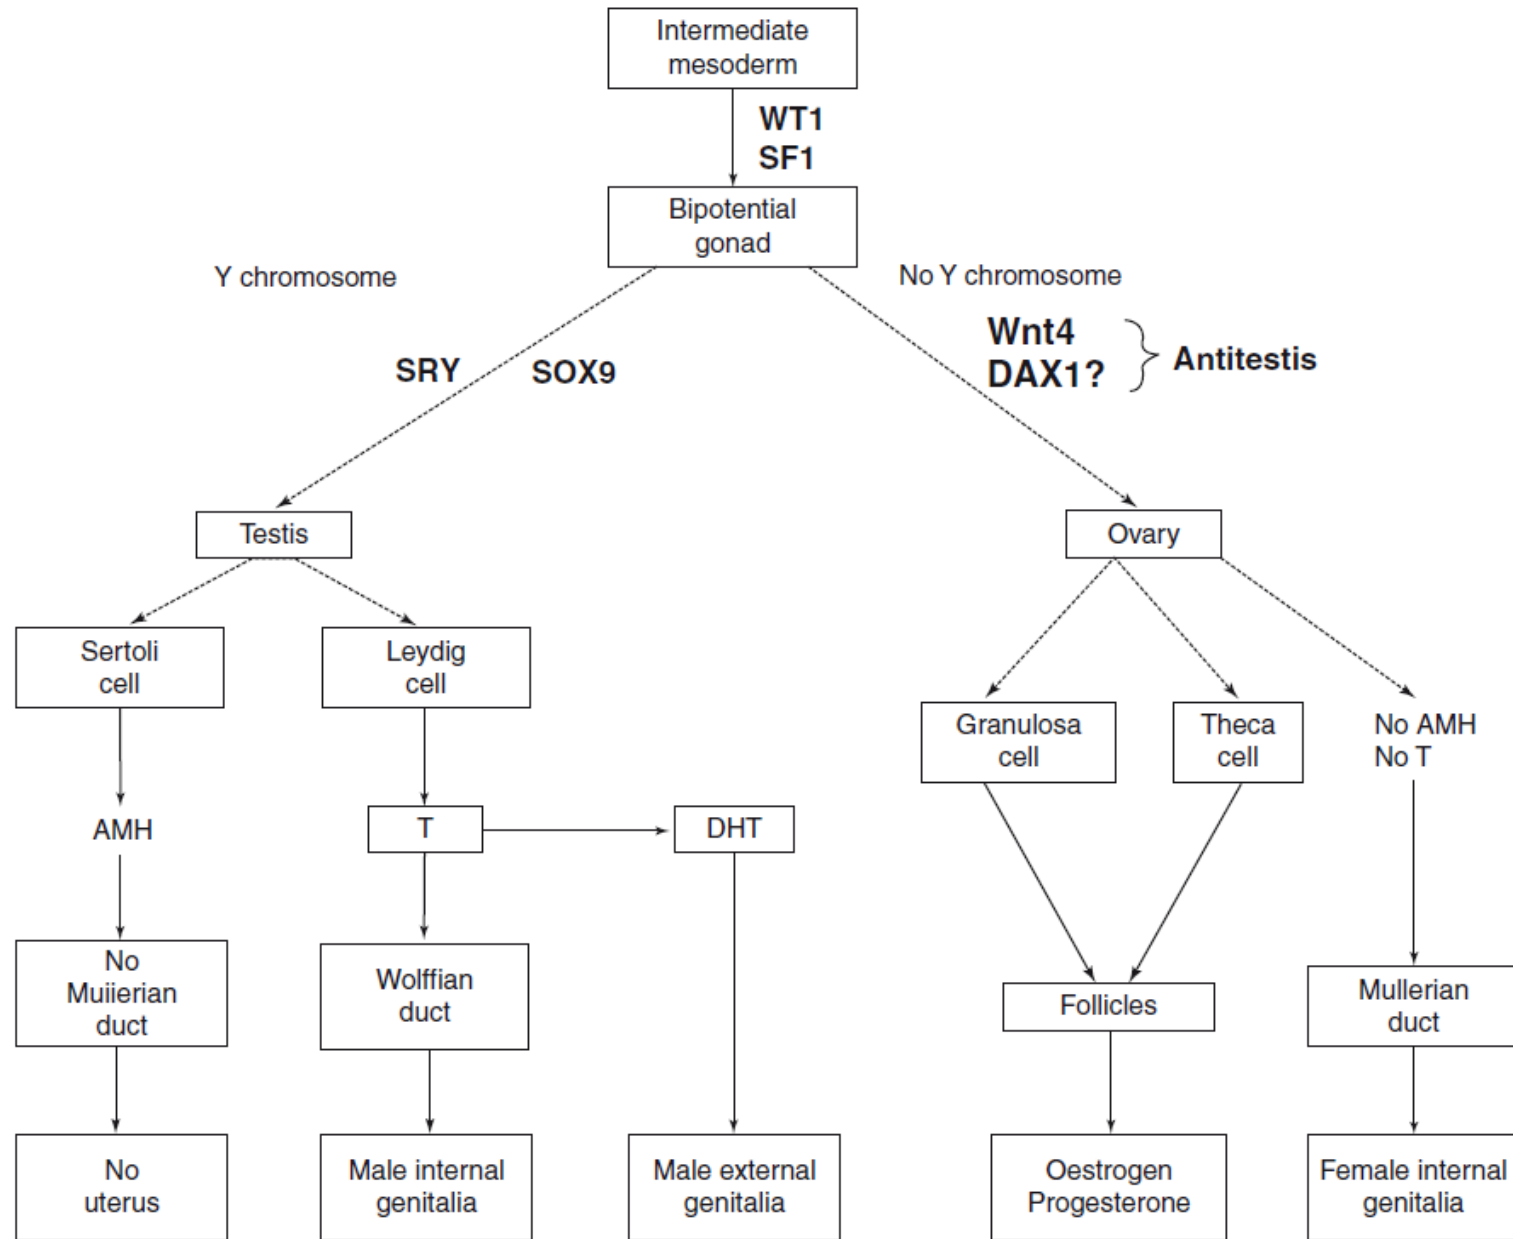 Intermediate
mesoderm
WT1
SF1
Bipotential
gonad
Y chromosome
No Y chromosome
Wnt4
DAX1?
Antitestis
SRY
SOX9
Testis
Ovary
Sertoli
cell
Leydig
cell
Granulosa
cell
Theca
cell
No AMH
No T
AMH
T
DHT
No
Muiierian
duct
Wolffian
duct
Follicles
Mullerian
duct
No
uterus
Male internal
genitalia
Male external
genitalia
Oestrogen
Progesterone
Female internal
genitalia